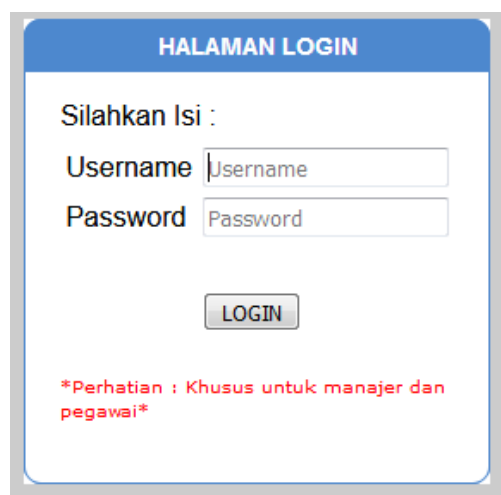 HALAMAN LOGIN
Silahkan Isi :
Username Username
Password Password
LOGIN
*Perhatian : Khusus untuk manajer dan
pegawai*